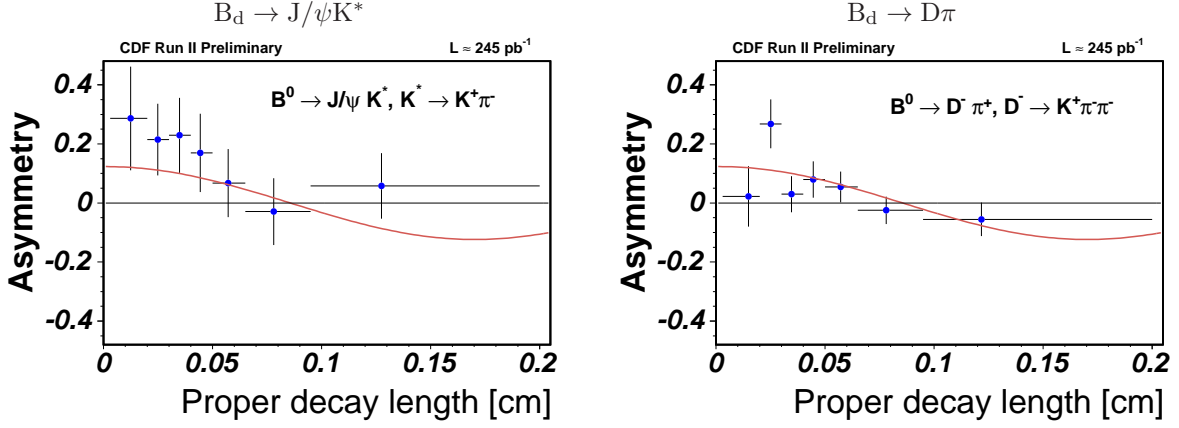 B_d → J/ψK*
CDF Run II Preliminary L ≈ 245 pb⁻¹
B⁰ → J/ψ K*, K* → K⁺π⁻
Asymmetry
0.4
0.2
0
-0.2
-0.4
0 0.05 0.1 0.15 0.2
Proper decay length [cm]
B_d → Dπ
CDF Run II Preliminary L ≈ 245 pb⁻¹
B⁰ → D⁻ π⁺, D⁻ → K⁺π⁻π⁻
Asymmetry
0.4
0.2
0
-0.2
-0.4
0 0.05 0.1 0.15 0.2
Proper decay length [cm]